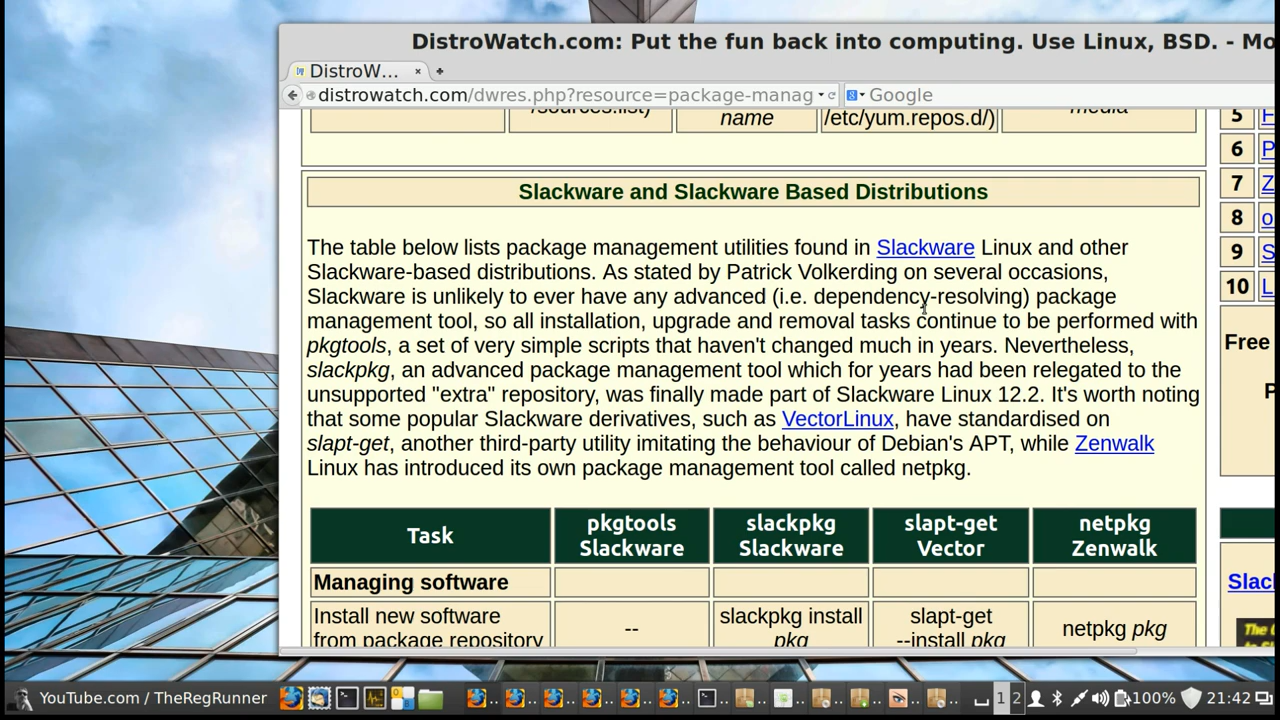 DistroWatch.com: Put the fun back into computing. Use Linux, BSD. - Mo
DistroW...
distrowatch.com/dwres.php?resource=package-manag
Google
/sources.list)
name
/etc/yum.repos.d/)
media
5
6 P
7 Z
8 o
9 S
10 L
Slackware and Slackware Based Distributions
The table below lists package management utilities found in Slackware Linux and other
Slackware-based distributions. As stated by Patrick Volkerding on several occasions,
Slackware is unlikely to ever have any advanced (i.e. dependency-resolving) package
management tool, so all installation, upgrade and removal tasks continue to be performed with
pkgtools, a set of very simple scripts that haven't changed much in years. Nevertheless,
slackpkg, an advanced package management tool which for years had been relegated to the
unsupported "extra" repository, was finally made part of Slackware Linux 12.2. It's worth noting
that some popular Slackware derivatives, such as VectorLinux, have standardised on
slapt-get, another third-party utility imitating the behaviour of Debian's APT, while Zenwalk
Linux has introduced its own package management tool called netpkg.
Free
Task
pkgtools
Slackware
slackpkg
Slackware
slapt-get
Vector
netpkg
Zenwalk
Managing software
Install new software
from package repository
--
slackpkg install
pkg
slapt-get
--install pkg
netpkg pkg
Slac
YouTube.com / TheRegRunner
1 2
100%
21:42